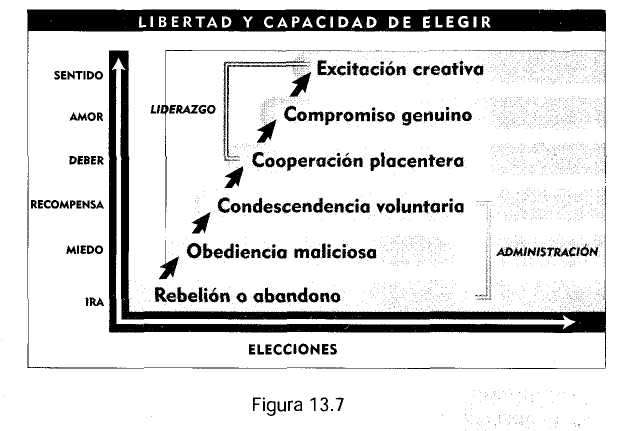 LIBERTAD Y CAPACIDAD DE ELEGIR
SENTIDO
Excitación creativa
LIDERAZGO
AMOR
Compromiso genuino
DEBER
Cooperación placentera
RECOMPENSA
Condescendencia voluntaria
MIEDO
Obediencia maliciosa
ADMINISTRACIÓN
IRA
Rebelión o abandono
ELECCIONES
Figura 13.7